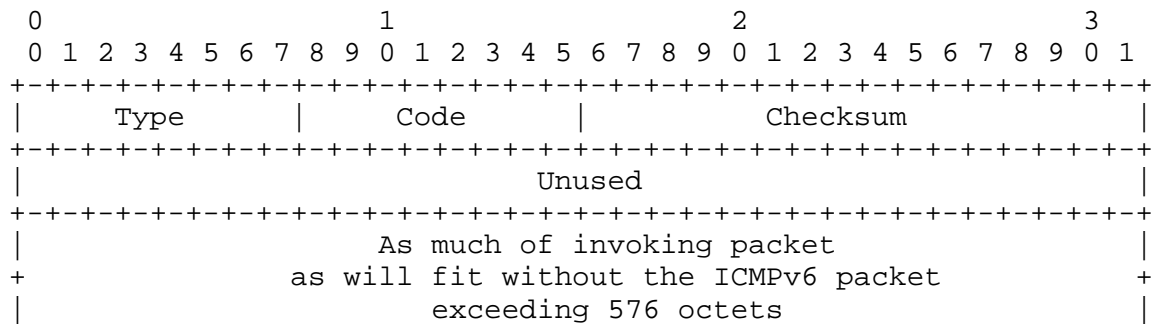 0                   1                   2                   3
 0 1 2 3 4 5 6 7 8 9 0 1 2 3 4 5 6 7 8 9 0 1 2 3 4 5 6 7 8 9 0 1
+-+-+-+-+-+-+-+-+-+-+-+-+-+-+-+-+-+-+-+-+-+-+-+-+-+-+-+-+-+-+-+-+
|     Type      |     Code      |          Checksum             |
+-+-+-+-+-+-+-+-+-+-+-+-+-+-+-+-+-+-+-+-+-+-+-+-+-+-+-+-+-+-+-+-+
|                             Unused                            |
+-+-+-+-+-+-+-+-+-+-+-+-+-+-+-+-+-+-+-+-+-+-+-+-+-+-+-+-+-+-+-+-+
|                    As much of invoking packet                 |
+               as will fit without the ICMPv6 packet           +
|                       exceeding 576 octets                    |